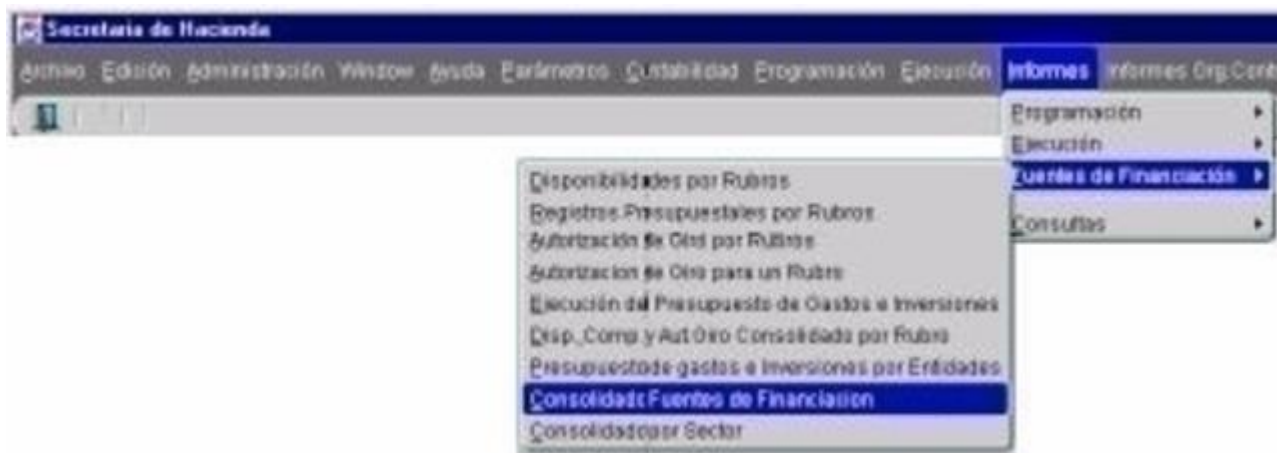 Secretaria de Hacienda
Archivo Edición Administración Window Ayuda Parámetros Contabilidad Programación Ejecución Informes Informes Org.Cont
Programación
Ejecución
Fuentes de Financiación
Consultas
Disponibilidades por Rubros
Registros Presupuestales por Rubros
Autorización de Giro por Rubros
Autorizacion de Giro para un Rubro
Ejecución del Presupuesto de Gastos e Inversiones
Disp.,Comp.y Aut.Giro Consolidado por Rubro
Presupuesto de gastos e Inversiones por Entidades
Consolidado Fuentes de Financiasion
Consolidado por Sector